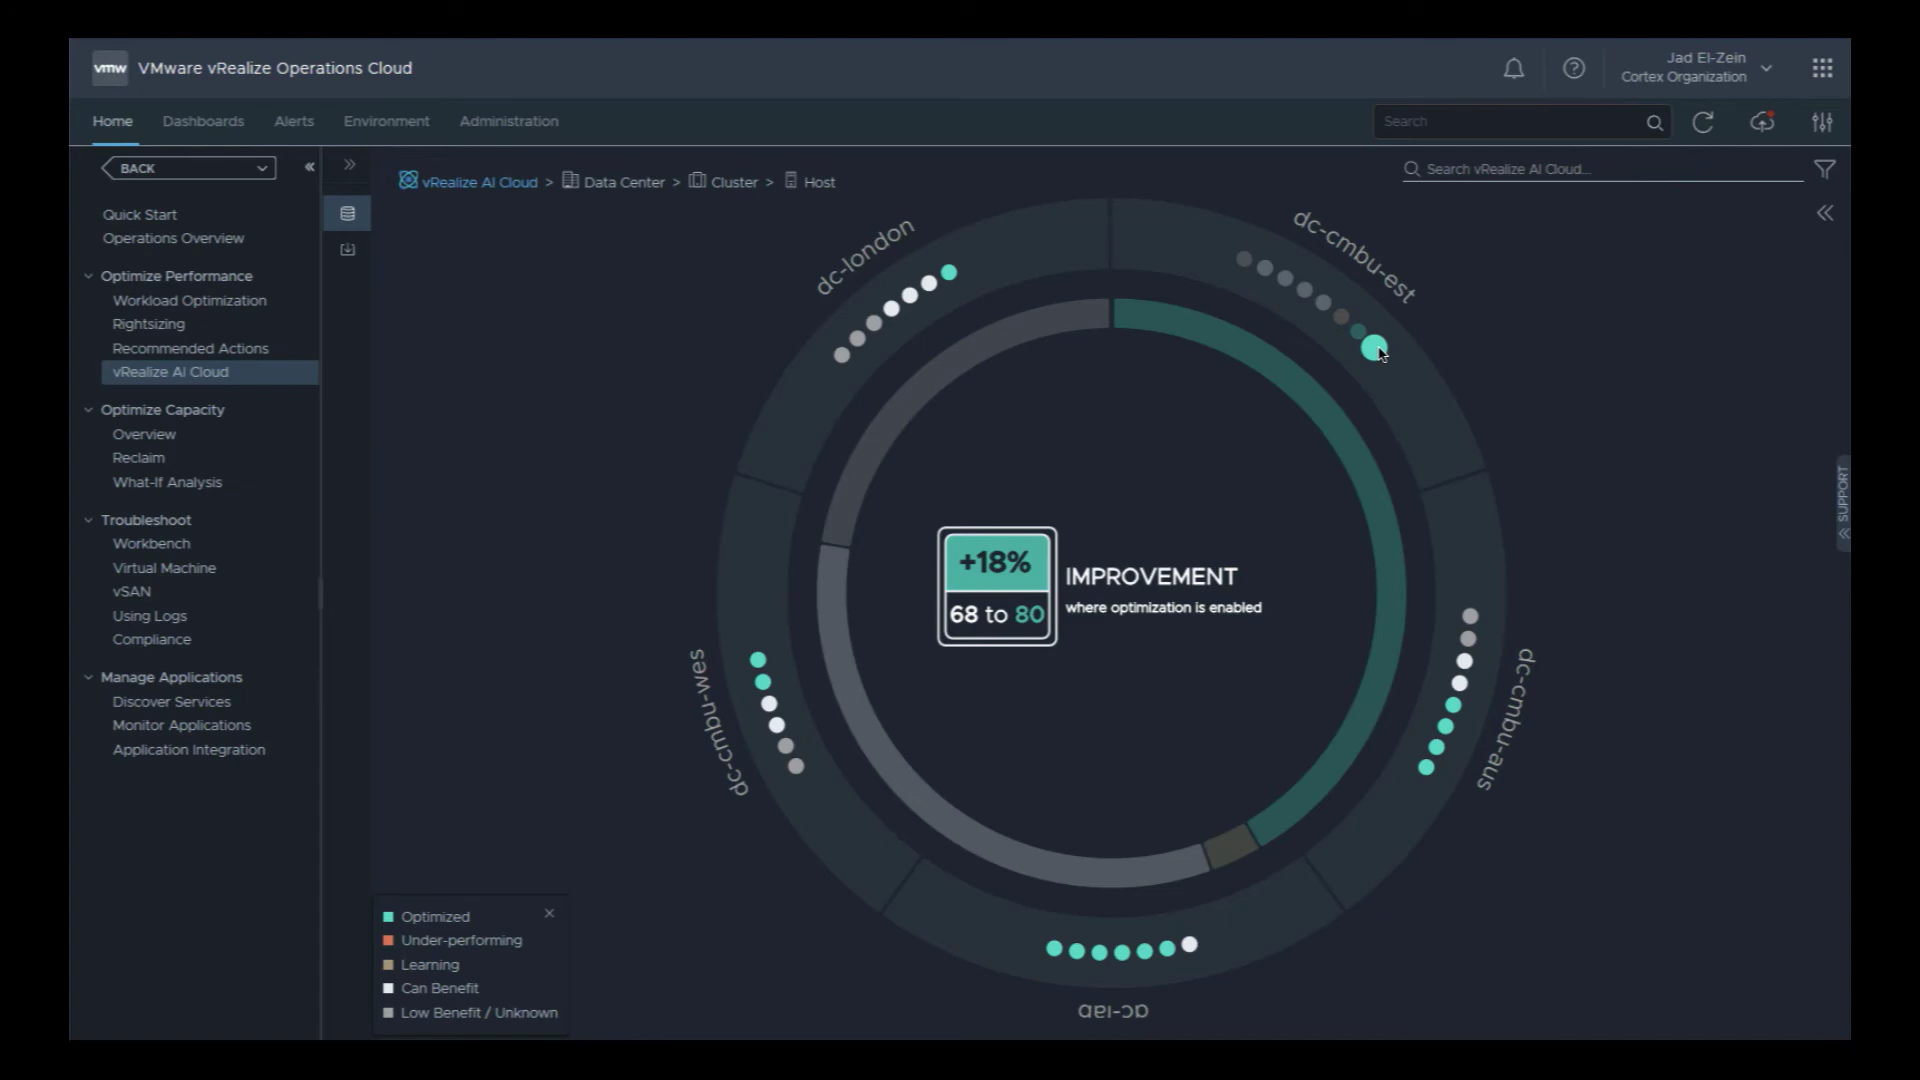 vmw VMware vRealize Operations Cloud
Jad El-Zein
Cortex Organization
Home Dashboards Alerts Environment Administration
Search
BACK
Quick Start
Operations Overview
Optimize Performance
Workload Optimization
Rightsizing
Recommended Actions
vRealize AI Cloud
Optimize Capacity
Overview
Reclaim
What-If Analysis
Troubleshoot
Workbench
Virtual Machine
vSAN
Using Logs
Compliance
Manage Applications
Discover Services
Monitor Applications
Application Integration
vRealize AI Cloud > Data Center > Cluster > Host
Search vRealize AI Cloud...
dc-london
dc-cmbu-est
dc-cmbu-wes
dc-cmbu-aus
dc-lab
+18%
68 to 80
IMPROVEMENT
where optimization is enabled
Optimized
Under-performing
Learning
Can Benefit
Low Benefit / Unknown
SUPPORT